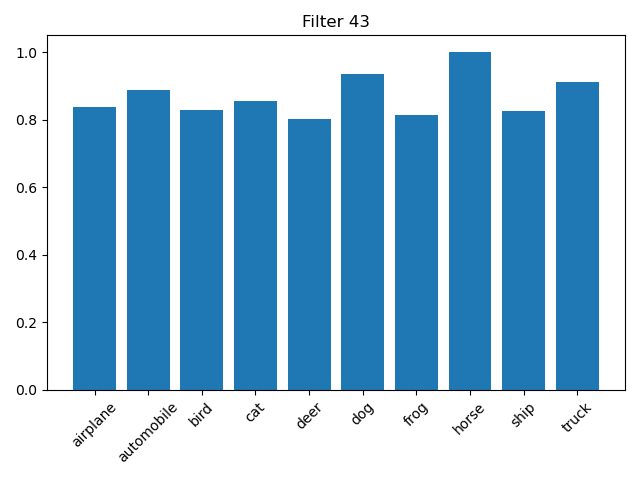 Filter 43
1.0
0.8
0.6
0.4
0.2
0.0
airplane
automobile
bird
cat
deer
dog
frog
horse
ship
truck